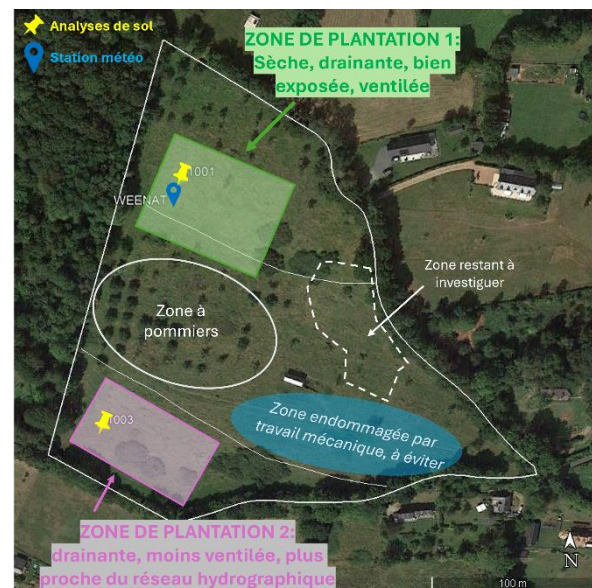 Analyses de sol
Station météo
ZONE DE PLANTATION 1:
Sèche, drainante, bien
exposée, ventilée
1001
WEENAT
Zone restant à
investiguer
Zone à
pommiers
1003
Zone endommagée par
travail mécanique, à éviter
ZONE DE PLANTATION 2:
drainante, moins ventilée, plus
proche du réseau hydrographique
N
100 m